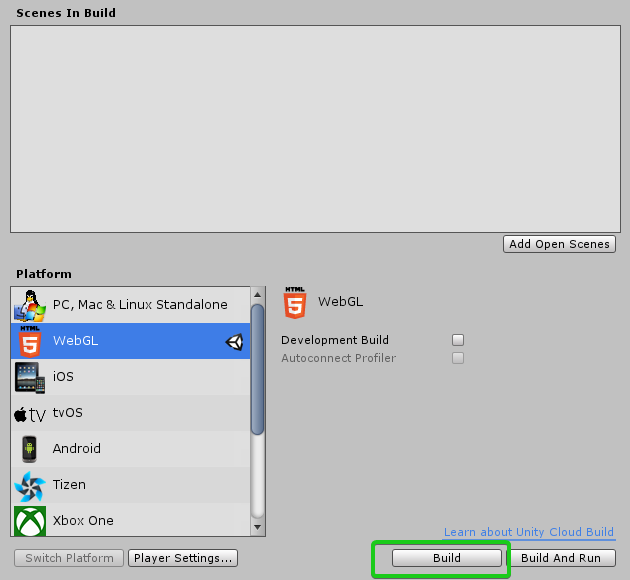 Scenes In Build
Add Open Scenes
Platform
PC, Mac & Linux Standalone
HTML
WebGL
iOS
tv
tvOS
Android
Tizen
Xbox One
HTML
WebGL
Development Build
Autoconnect Profiler
Learn about Unity Cloud Build
Switch Platform
Player Settings...
Build
Build And Run